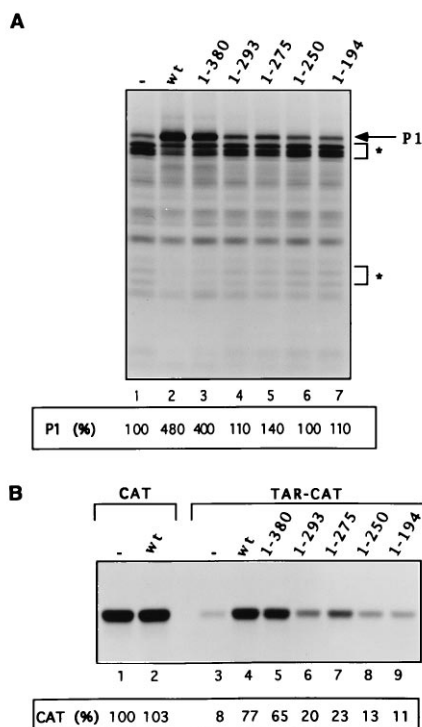 A
- wt 1-380 1-293 1-275 1-250 1-194
P1
*
*
1 2 3 4 5 6 7
P1 (%) 100 480 400 110 140 100 110
B
CAT TAR-CAT
- wt - wt 1-380 1-293 1-275 1-250 1-194
1 2 3 4 5 6 7 8 9
CAT (%) 100 103 8 77 65 20 23 13 11